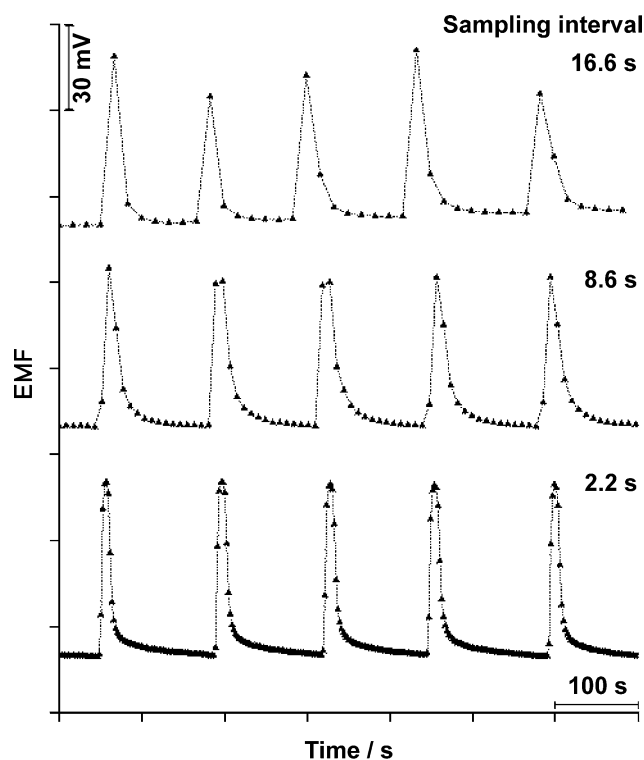 Sampling interval
16.6 s
30 mV
8.6 s
EMF
2.2 s
100 s
Time / s